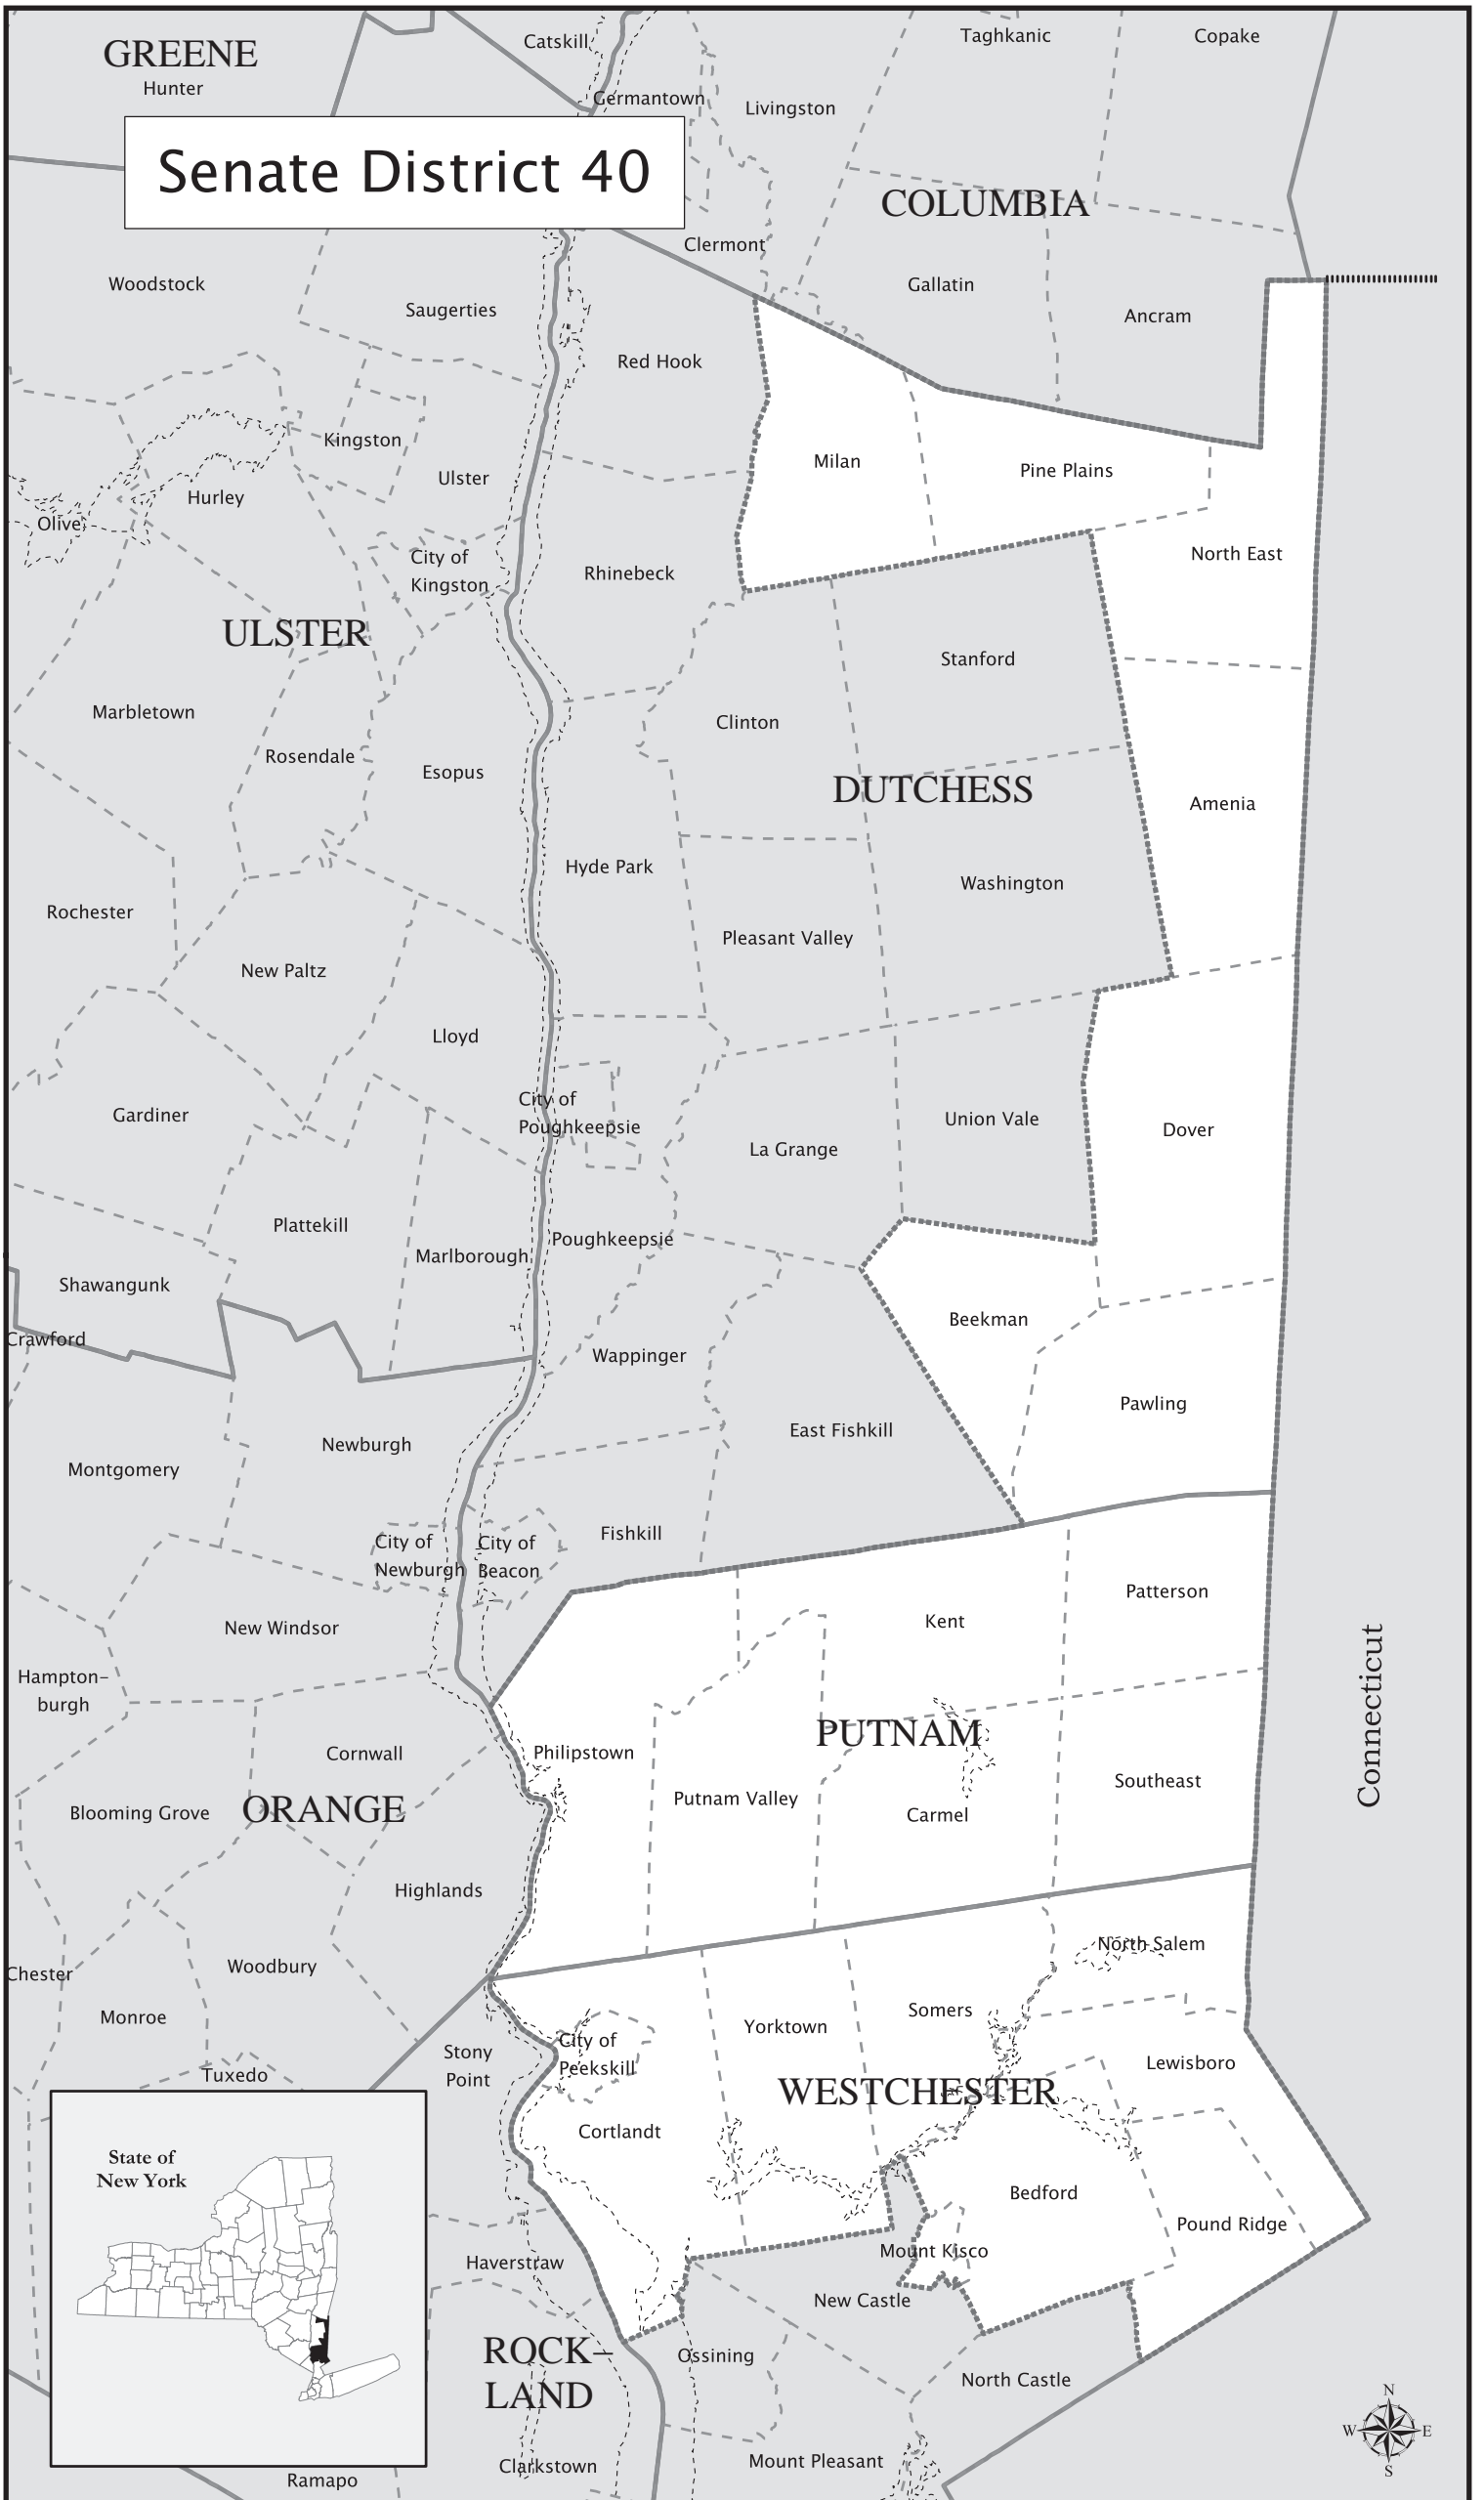 Catskill
Taghkanic
Copake
GREENE
Hunter
Germantown
Livingston
Senate District 40
COLUMBIA
Clermont
Woodstock
Gallatin
Saugerties
Ancram
Red Hook
Kingston
Milan
Pine Plains
Ulster
Hurley
Olive
North East
City of
Kingston
Rhinebeck
ULSTER
Stanford
Marbletown
Clinton
Rosendale
Esopus
DUTCHESS
Amenia
Hyde Park
Washington
Rochester
Pleasant Valley
New Paltz
Lloyd
City of
Poughkeepsie
Gardiner
Union Vale
Dover
La Grange
Plattekill
Poughkeepsie
Marlborough
Shawangunk
Beekman
Crawford
Wappinger
Pawling
East Fishkill
Newburgh
Montgomery
Fishkill
City of
Newburgh
City of
Beacon
Patterson
Kent
New Windsor
Connecticut
Hampton-
burgh
PUTNAM
Cornwall
Philipstown
Southeast
Putnam Valley
Blooming Grove
ORANGE
Carmel
Highlands
North Salem
Woodbury
Chester
Somers
Monroe
Yorktown
City of
Peekskill
Stony
Point
Lewisboro
Tuxedo
WESTCHESTER
Cortlandt
State of
New York
Bedford
Pound Ridge
Mount Kisco
Haverstraw
New Castle
ROCK-
LAND
Ossining
North Castle
N
W
E
S
Mount Pleasant
Clarkstown
Ramapo